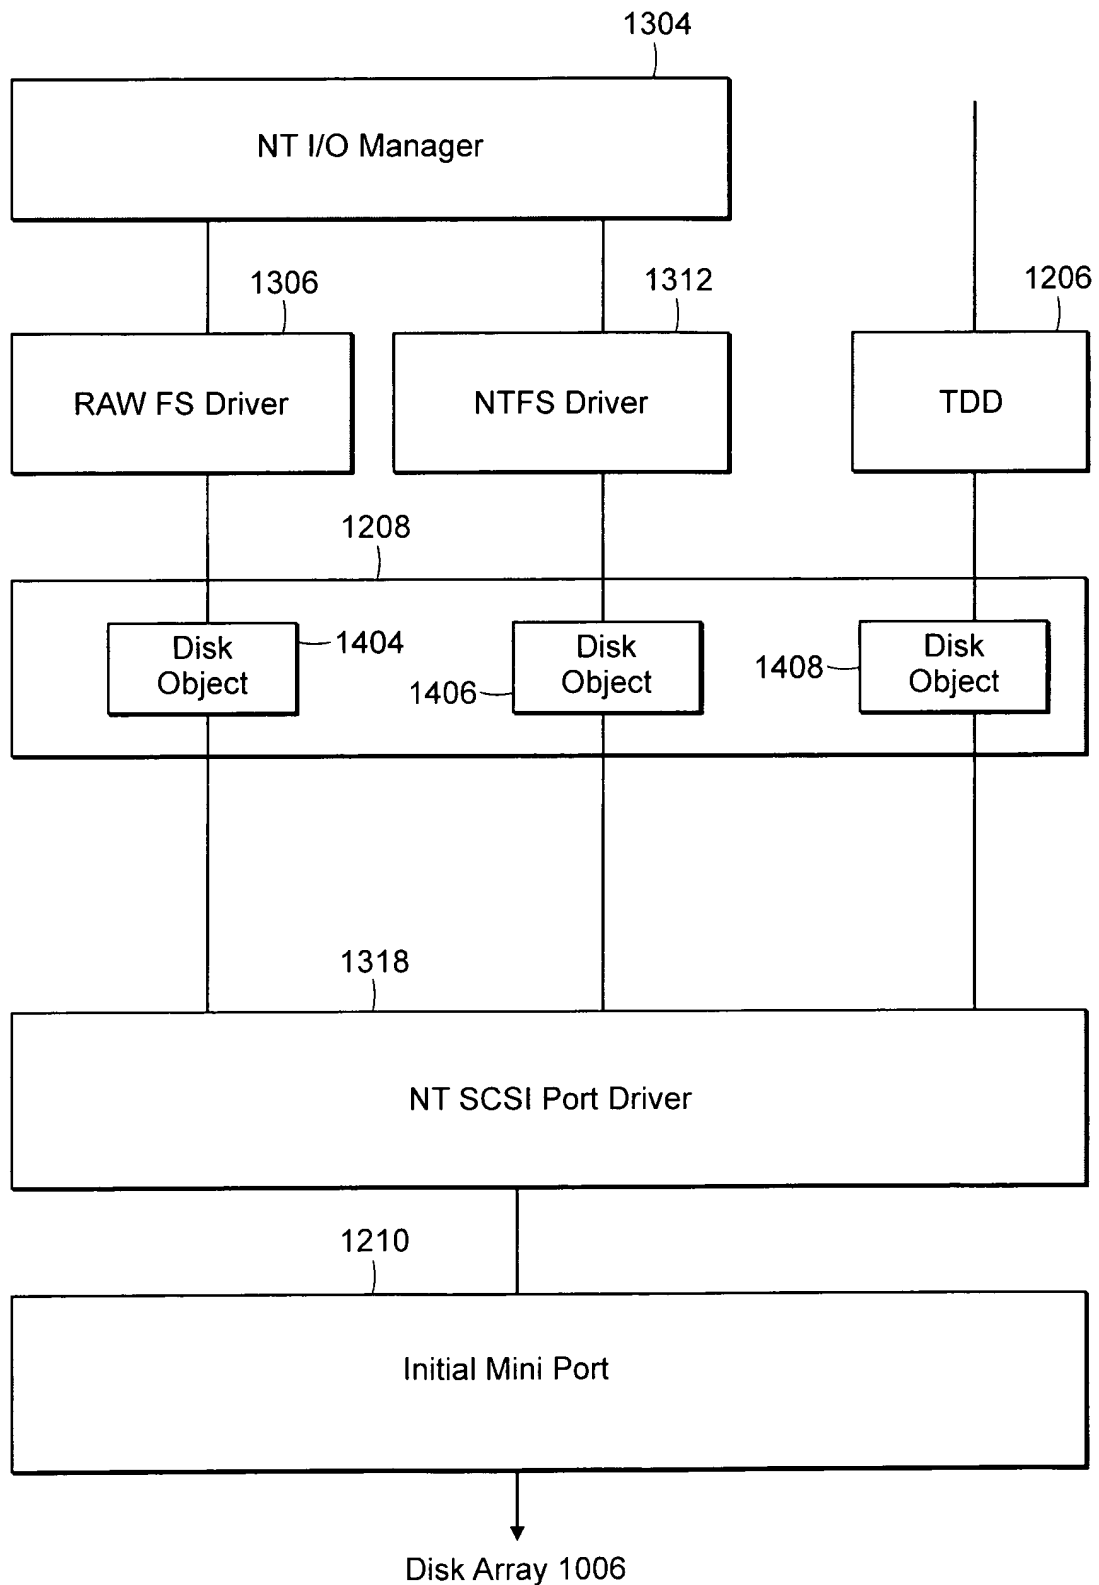 1304
NT I/O Manager
1306
1312
1206
RAW FS Driver
NTFS Driver
TDD
1208
Disk
Object
1404
1406
Disk
Object
1408
Disk
Object
1318
NT SCSI Port Driver
1210
Initial Mini Port
Disk Array 1006